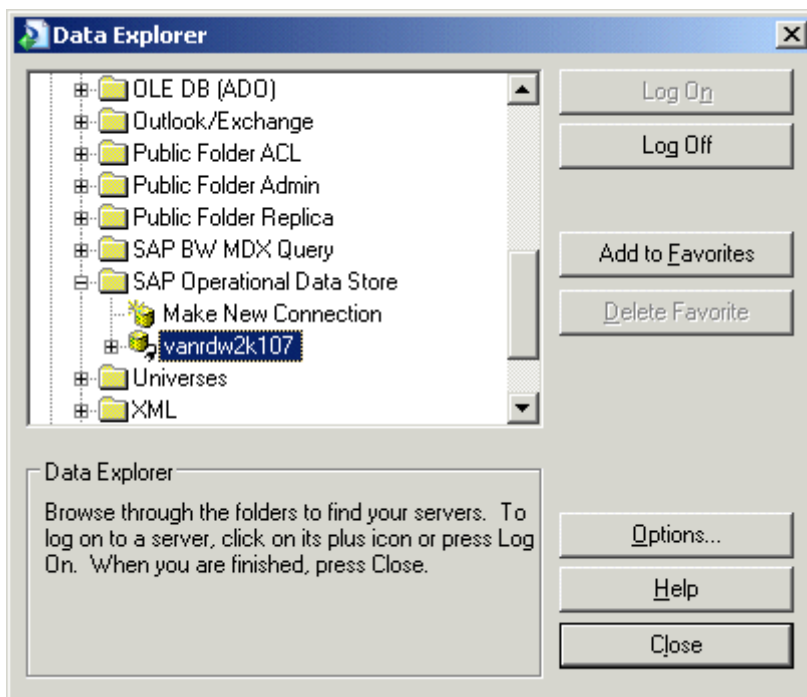 Data Explorer
OLE DB (ADO)
Outlook/Exchange
Public Folder ACL
Public Folder Admin
Public Folder Replica
SAP BW MDX Query
SAP Operational Data Store
Make New Connection
vanrdw2k107
Universes
XML
Log On
Log Off
Add to Favorites
Delete Favorite
Data Explorer
Browse through the folders to find your servers. To
log on to a server, click on its plus icon or press Log
On. When you are finished, press Close.
Options...
Help
Close